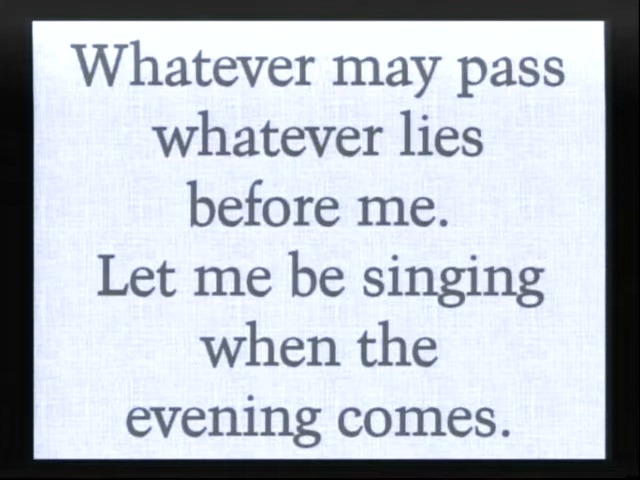 Whatever may pass
whatever lies
before me.
Let me be singing
when the
evening comes.